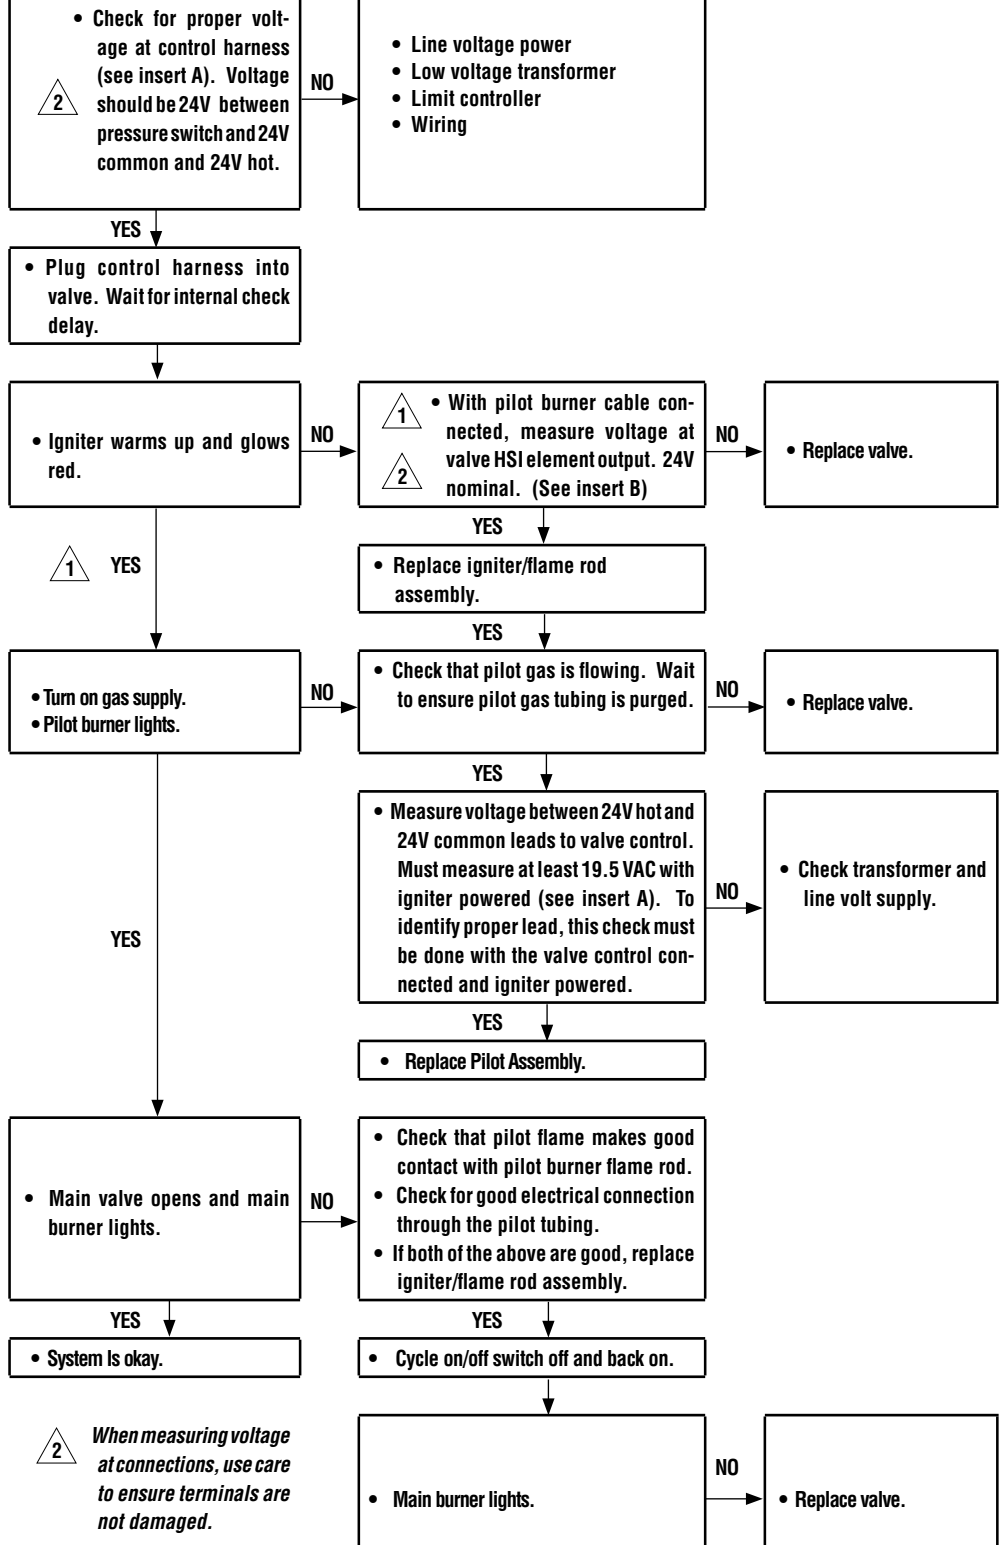 • Check for proper volt-
age at control harness
(see insert A). Voltage
should be 24V between
pressure switch and 24V
common and 24V hot.
2
NO
• Line voltage power
• Low voltage transformer
• Limit controller
• Wiring
YES
• Plug control harness into
valve. Wait for internal check
delay.
• Igniter warms up and glows
red.
NO
1
2
• With pilot burner cable con-
nected, measure voltage at
valve HSI element output. 24V
nominal. (See insert B)
NO
• Replace valve.
YES
• Replace igniter/flame rod
assembly.
1
YES
YES
• Turn on gas supply.
• Pilot burner lights.
NO
• Check that pilot gas is flowing. Wait
to ensure pilot gas tubing is purged.
NO
• Replace valve.
YES
• Measure voltage between 24V hot and
24V common leads to valve control.
Must measure at least 19.5 VAC with
igniter powered (see insert A). To
identify proper lead, this check must
be done with the valve control con-
nected and igniter powered.
NO
• Check transformer and
line volt supply.
YES
YES
• Replace Pilot Assembly.
• Main valve opens and main
burner lights.
NO
• Check that pilot flame makes good
contact with pilot burner flame rod.
• Check for good electrical connection
through the pilot tubing.
• If both of the above are good, replace
igniter/flame rod assembly.
YES
• System Is okay.
YES
• Cycle on/off switch off and back on.
2
When measuring voltage
at connections, use care
to ensure terminals are
not damaged.
• Main burner lights.
NO
• Replace valve.